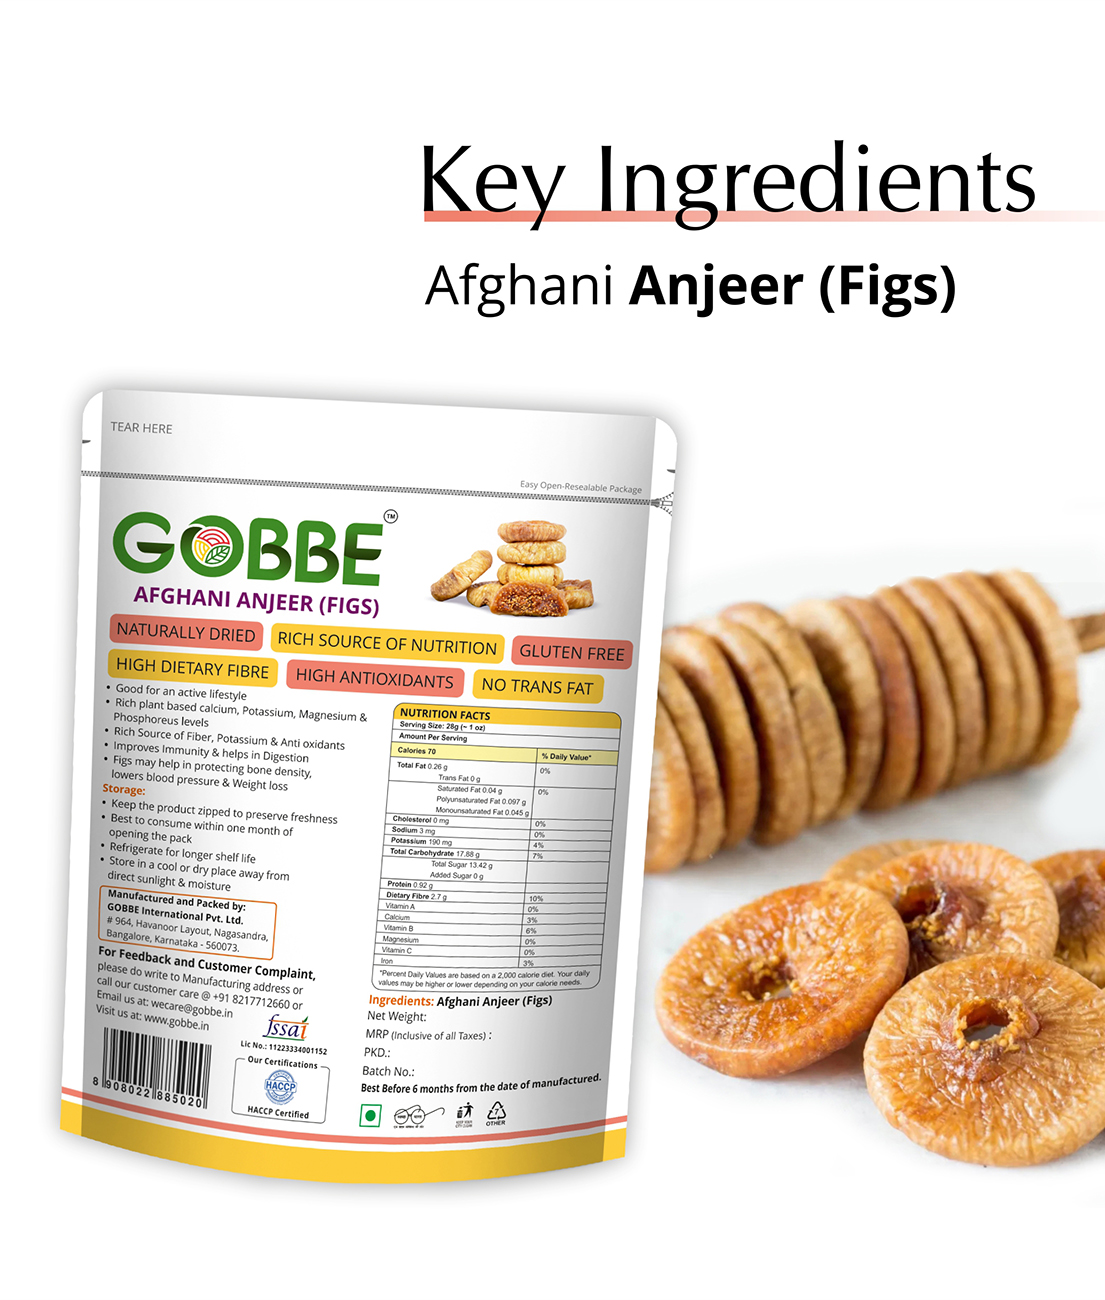 Key Ingredients
Afghani Anjeer (Figs)
TEAR HERE
Easy Open-Resealable Package
GOBBE TM
AFGHANI ANJEER (FIGS)
NATURALLY DRIED
RICH SOURCE OF NUTRITION
GLUTEN FREE
HIGH DIETARY FIBRE
HIGH ANTIOXIDANTS
NO TRANS FAT
• Good for an active lifestyle
• Rich plant based calcium, Potassium, Magnesium &
Phosphoreus levels
• Rich Source of Fiber, Potassium & Anti oxidants
• Improves Immunity & helps in Digestion
• Figs may help in protecting bone density,
lowers blood pressure & Weight loss
Storage:
• Keep the product zipped to preserve freshness
• Best to consume within one month of
opening the pack
• Refrigerate for longer shelf life
• Store in a cool or dry place away from
direct sunlight & moisture
Manufactured and Packed by:
GOBBE International Pvt. Ltd.
# 964, Havanoor Layout, Nagasandra,
Bangalore, Karnataka - 560073.
For Feedback and Customer Complaint,
please do write to Manufacturing address or
call our customer care @ +91 8217712660 or
Email us at: wecare@gobbe.in
Visit us at: www.gobbe.in
fssai
Lic No.: 11223334001152
8 908022 885020
Our Certifications
HACCP
HACCP Certified
NUTRITION FACTS
Serving Size: 28g (~ 1 oz)
Amount Per Serving
Calories 70 % Daily Value*
Total Fat 0.26 g 0%
Trans Fat 0 g
Saturated Fat 0.04 g 0%
Polyunsaturated Fat 0.097 g
Monounsaturated Fat 0.045 g
Cholesterol 0 mg 0%
Sodium 3 mg 0%
Potassium 190 mg 4%
Total Carbohydrate 17.88 g 7%
Total Sugar 13.42 g
Added Sugar 0 g
Protein 0.92 g
Dietary Fibre 2.7 g 10%
Vitamin A 0%
Calcium 3%
Vitamin B 6%
Magnesium 0%
Vitamin C 0%
Iron 3%
*Percent Daily Values are based on a 2,000 calorie diet. Your daily
values may be higher or lower depending on your calorie needs.
Ingredients: Afghani Anjeer (Figs)
Net Weight:
MRP (Inclusive of all Taxes) :
PKD.:
Batch No.:
Best Before 6 months from the date of manufactured.
KEEP YOUR
CITY CLEAN
7
OTHER